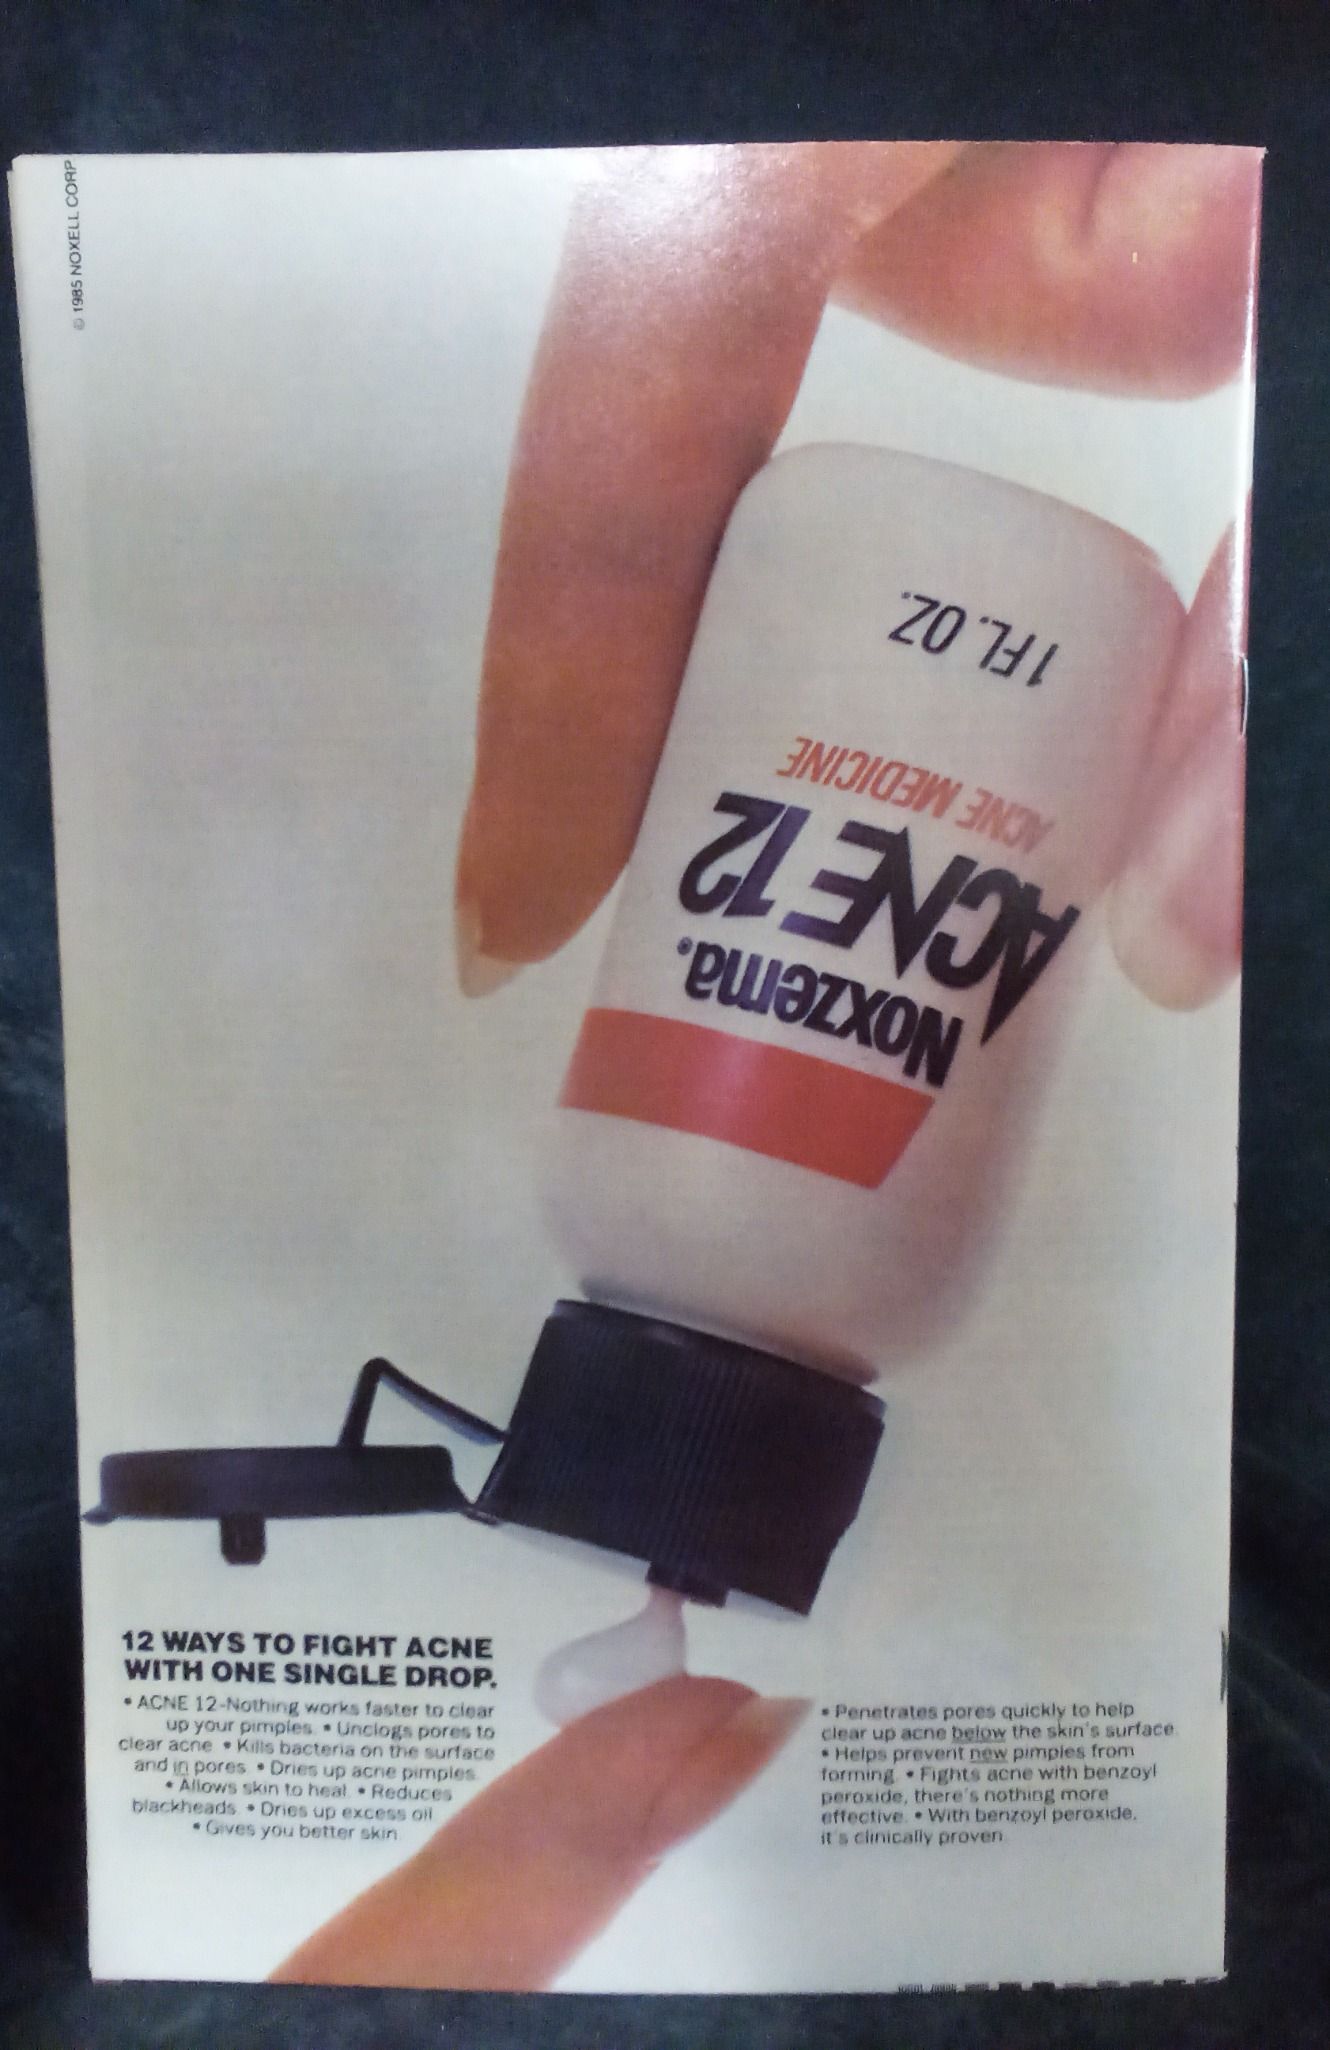 © 1985 NOXELL CORP
1 FL. OZ.
ACNE MEDICINE
ACNE 12
Noxzema®
12 WAYS TO FIGHT ACNE
WITH ONE SINGLE DROP.
• ACNE 12-Nothing works faster to clear
up your pimples. • Unclogs pores to
clear acne • Kills bacteria on the surface
and in pores. • Dries up acne pimples.
• Allows skin to heal. • Reduces
blackheads. • Dries up excess oil
• Gives you better skin.
• Penetrates pores quickly to help
clear up acne below the skin's surface.
• Helps prevent new pimples from
forming. • Fights acne with benzoyl
peroxide, there's nothing more
effective. • With benzoyl peroxide,
it's clinically proven.